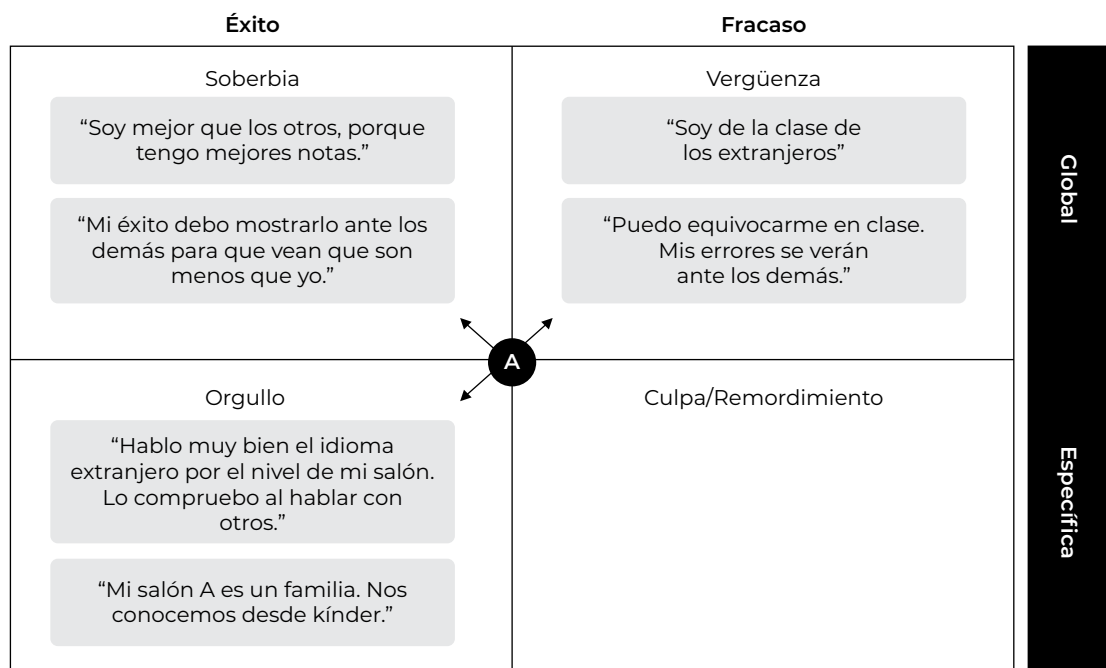 Éxito
Fracaso
Soberbia
“Soy mejor que los otros, porque
tengo mejores notas.”
“Mi éxito debo mostrarlo ante los
demás para que vean que son
menos que yo.”
Vergüenza
“Soy de la clase de
los extranjeros”
“Puedo equivocarme en clase.
Mis errores se verán
ante los demás.”
Global
A
Orgullo
“Hablo muy bien el idioma
extranjero por el nivel de mi salón.
Lo compruebo al hablar con
otros.”
“Mi salón A es un familia. Nos
conocemos desde kínder.”
Culpa/Remordimiento
Específica